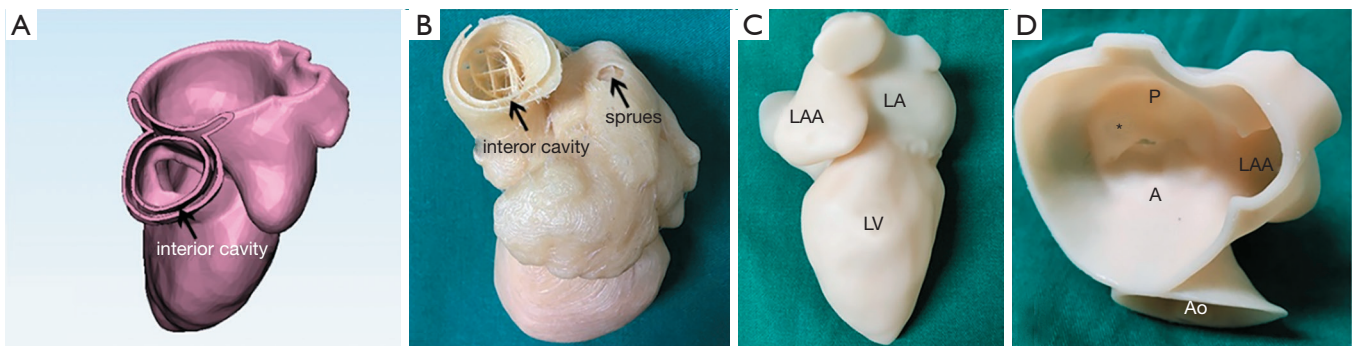 A
interior cavity
B
interor cavity
sprues
C
LAA
LA
LV
D
P
*
LAA
A
Ao